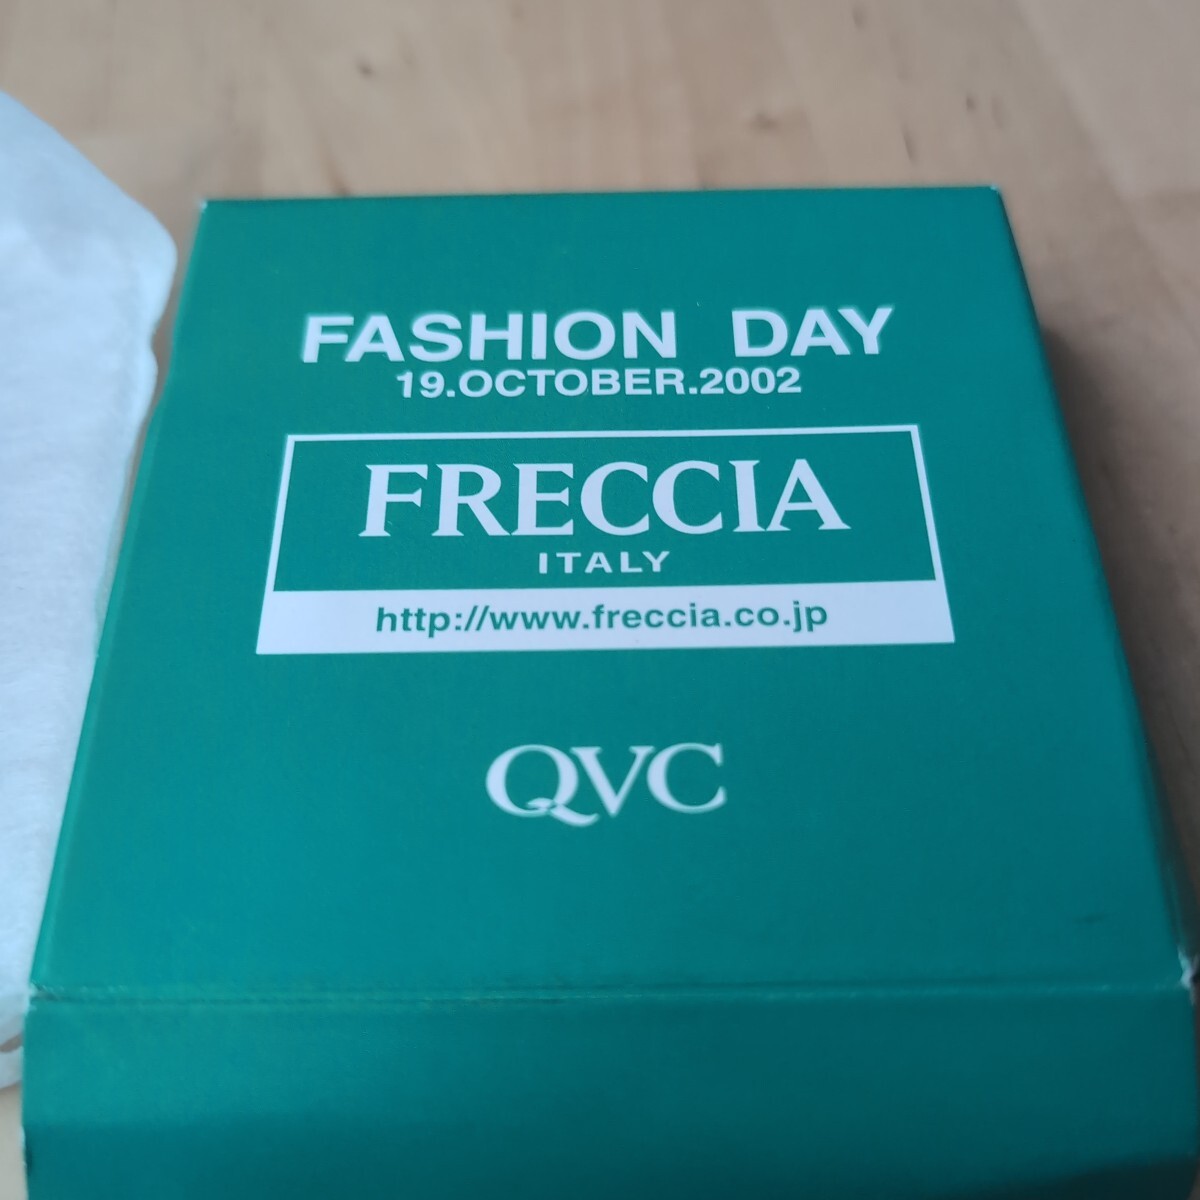 FASHION DAY
19.OCTOBER.2002
FRECCIA
ITALY
http://www.freccia.co.jp
QVC